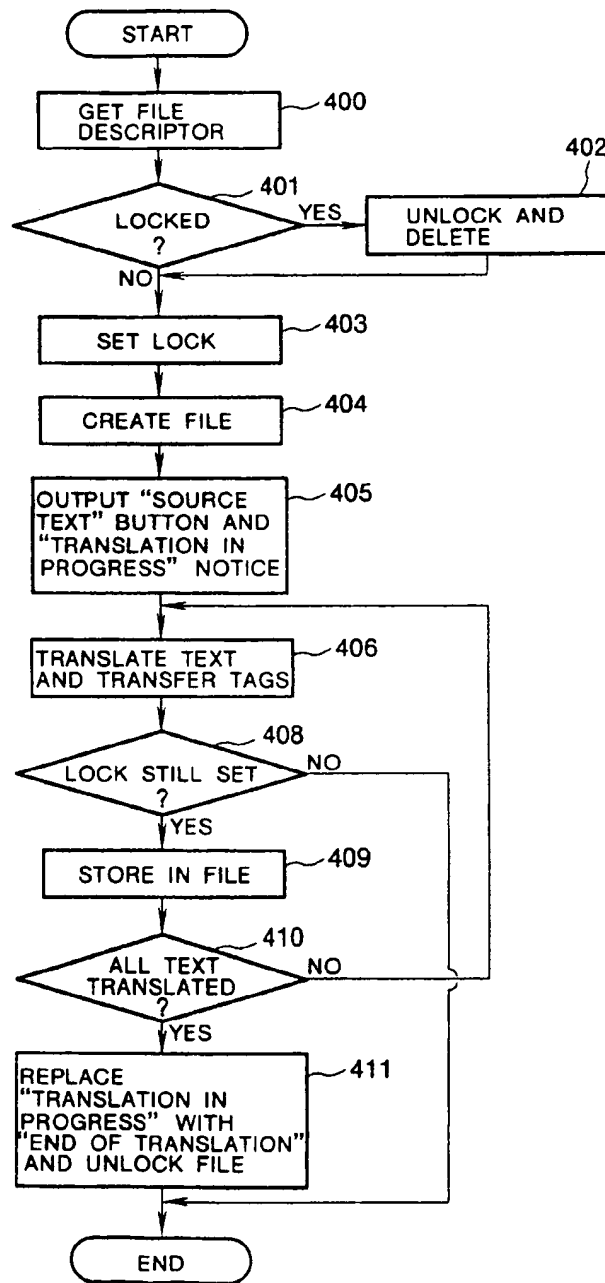 START
GET FILE
DESCRIPTOR
400
401
LOCKED
?
YES
NO
402
UNLOCK AND
DELETE
SET LOCK
403
CREATE FILE
404
OUTPUT “SOURCE
TEXT” BUTTON AND
“TRANSLATION IN
PROGRESS” NOTICE
405
TRANSLATE TEXT
AND TRANSFER TAGS
406
408
LOCK STILL SET
?
NO
YES
STORE IN FILE
409
410
ALL TEXT
TRANSLATED
?
NO
YES
REPLACE
“TRANSLATION IN
PROGRESS” WITH
“END OF TRANSLATION”
AND UNLOCK FILE
411
END